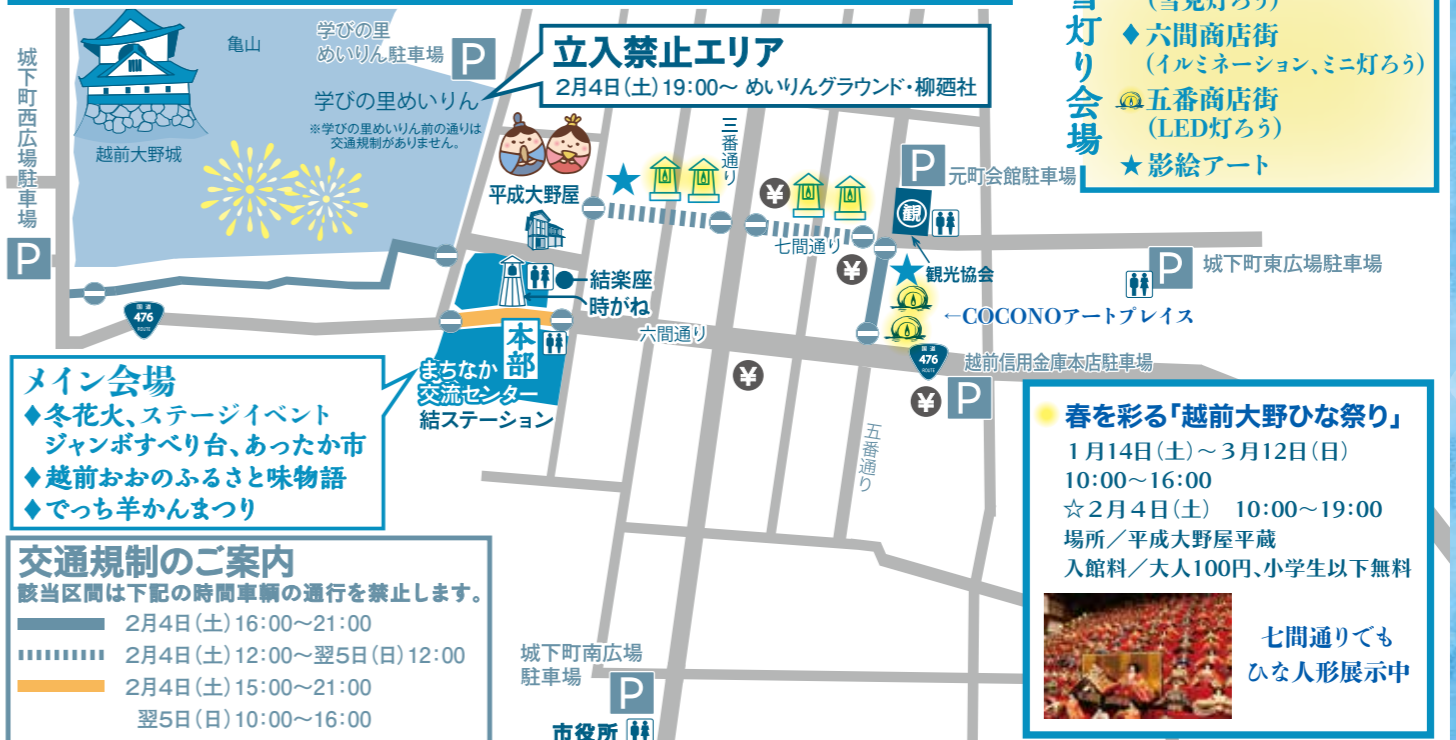 城下町西広場駐車場
P
亀山
越前大野城
学びの里
めいりん駐車場
P
学びの里めいりん
※学びの里めいりん前の通りは
交通規制がありません。
立入禁止エリア
2月4日(土)19:00～ めいりんグラウンド・柳廼社
灯り会場
(雪見灯ろう)
♦六間商店街
(イルミネーション、ミニ灯ろう)
五番商店街
(LED灯ろう)
★影絵アート
平成大野屋
三番通り
¥
七間通り
¥
P
元町会館駐車場
観
観光協会
P
城下町東広場駐車場
←COCONOアートプレイス
結楽座
時がね
本部
六間通り
国道
476
ROUTE
国道
476
ROUTE
越前信用金庫本店駐車場
¥
¥
P
まちなか
交流センター
結ステーション
五番通り
メイン会場
♦冬花火、ステージイベント
ジャンボすべり台、あったか市
♦越前おおのふるさと味物語
♦でっち羊かんまつり
春を彩る「越前大野ひな祭り」
1月14日(土)～3月12日(日)
10:00～16:00
☆2月4日(土) 10:00～19:00
場所／平成大野屋平蔵
入館料／大人100円、小学生以下無料
七間通りでも
ひな人形展示中
交通規制のご案内
該当区間は下記の時間車輌の通行を禁止します。
2月4日(土)16:00～21:00
2月4日(土)12:00～翌5日(日)12:00
2月4日(土)15:00～21:00
翌5日(日)10:00～16:00
城下町南広場
駐車場
P
市役所